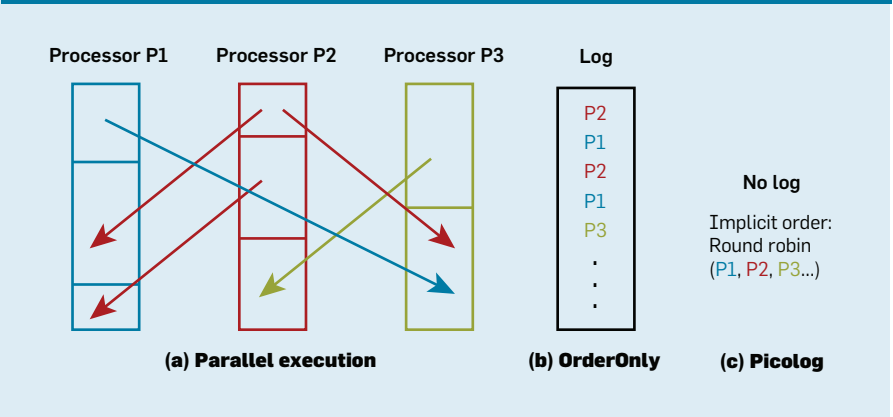 Processor P1 Processor P2 Processor P3 Log
P2
P1
P2
P1
P3
.
.
.
No log
Implicit order:
Round robin
(P1, P2, P3...)
(a) Parallel execution (b) OrderOnly (c) Picolog